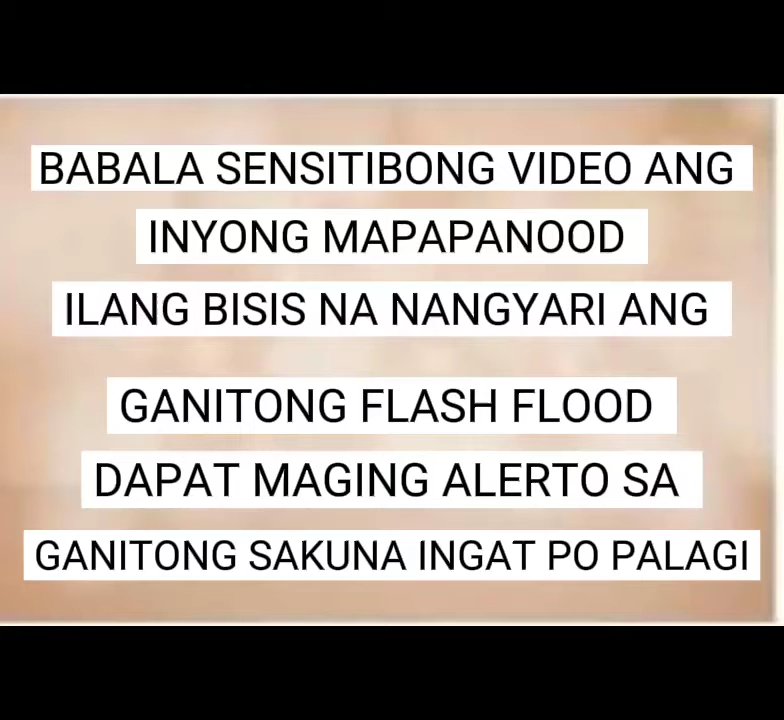 BABALA SENSITIBONG VIDEO ANG
INYONG MAPAPANOOD
ILANG BISIS NA NANGYARI ANG
GANITONG FLASH FLOOD
DAPAT MAGING ALERTO SA
GANITONG SAKUNA INGAT PO PALAGI